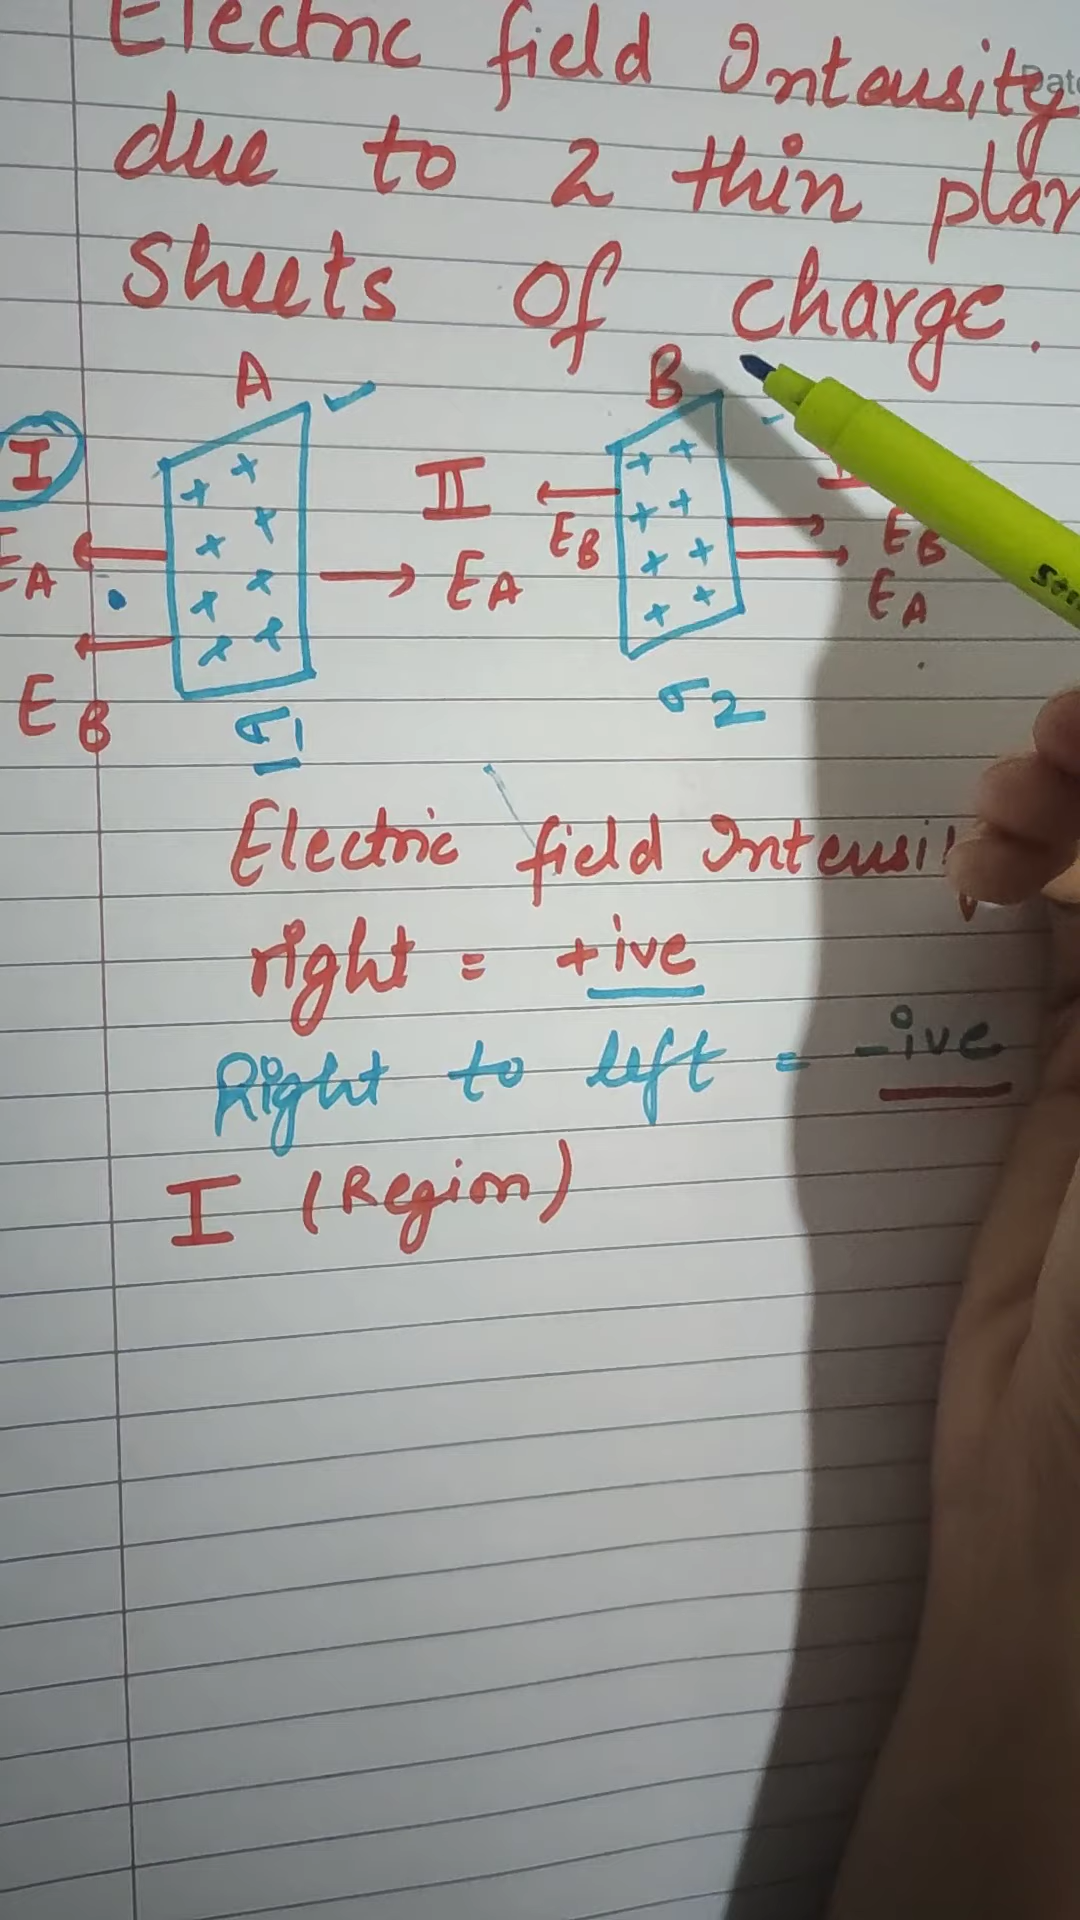 Electric field Intensity
due to 2 thin plan
sheets of charge.
A B
I II
EA EA EB EB
EA
EB
σ1 σ2
Electric field Intensi
right = +ive
Right to left = -ive
I (Region)